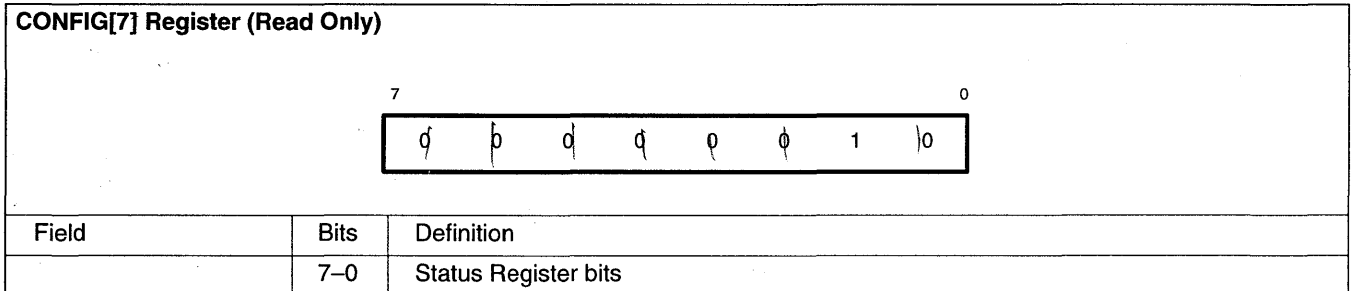 CONFIG[7] Register (Read Only)
7 0
0 0 0 0 0 0 1 0
Field Bits Definition
7–0 Status Register bits